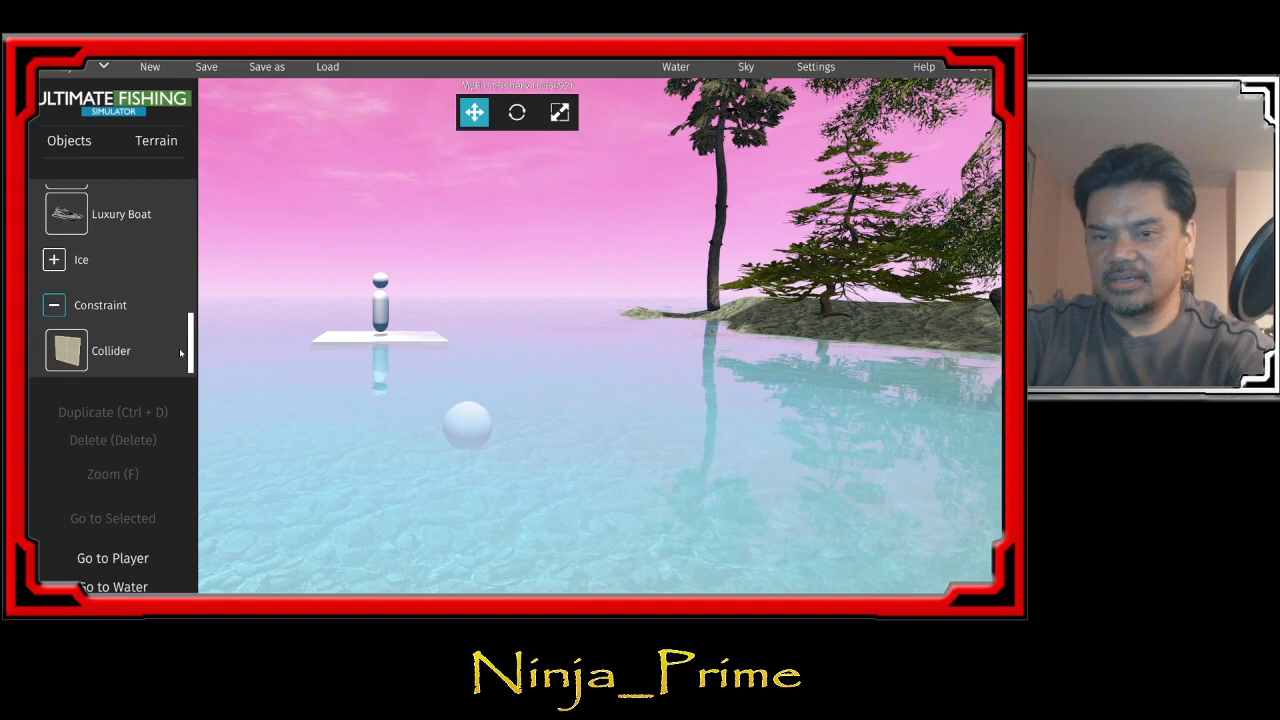 New Save Save as Load Water Sky Settings Help
ULTIMATE FISHING
SIMULATOR
Objects Terrain
Luxury Boat
Ice
Constraint
Collider
Duplicate (Ctrl + D)
Delete (Delete)
Zoom (F)
Go to Selected
Go to Player
Go to Water
Ninja_Prime